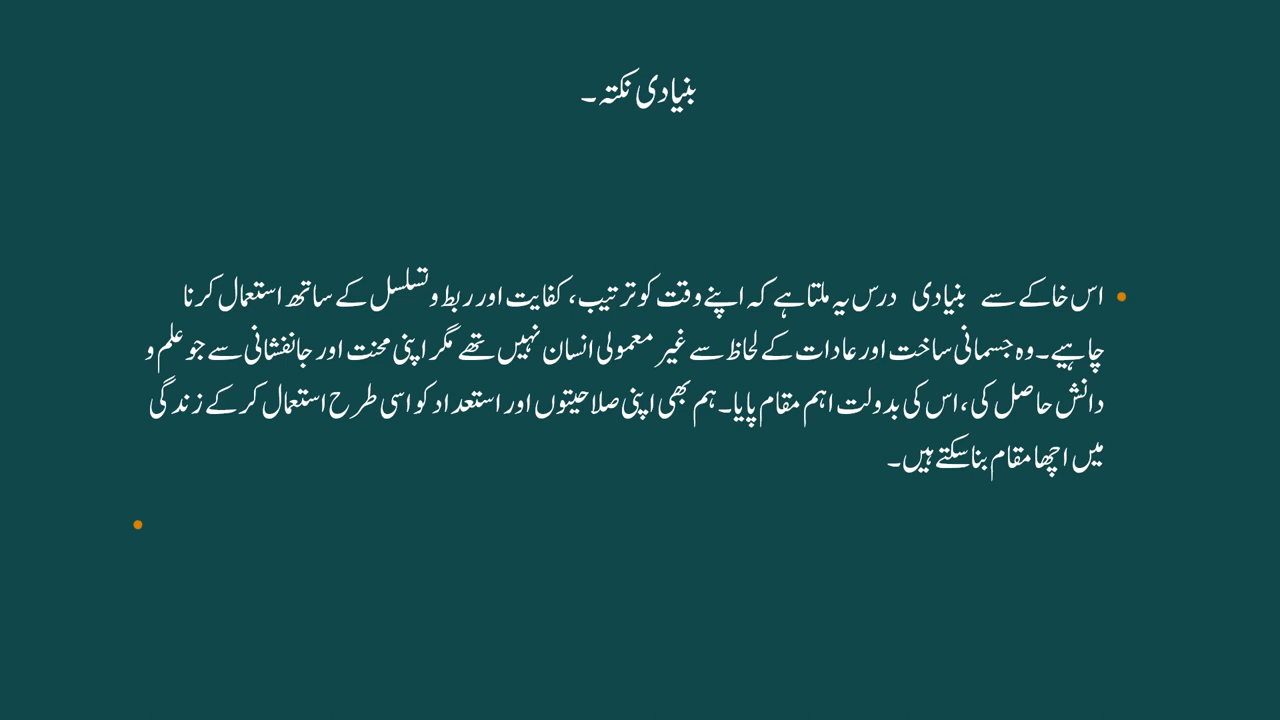 بنیادی نکتہ ۔
اس خاکے سے بنیادی درس یہ ملتا ہے کہ اپنے وقت کو ترتیب، کفایت اور ربط و تسلسل کے ساتھ استعمال کرنا
چاہیے۔ وہ جسمانی ساخت اور عادات کے لحاظ سے غیر معمولی انسان نہیں تھے مگر اپنی محنت اور جانفشانی سے جو علم و
دانش حاصل کی، اس کی بدولت اہم مقام پایا۔ ہم بھی اپنی صلاحیتوں اور استعداد کو اسی طرح استعمال کر کے زندگی
میں اچھا مقام بنا سکتے ہیں۔